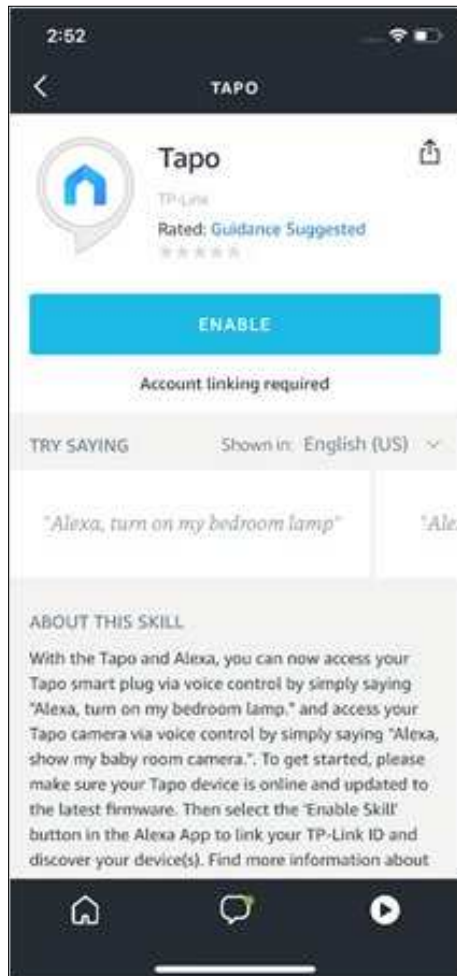 2:52
TAPO
Tapo
TP-Link
Rated: Guidance Suggested
ENABLE
Account linking required
TRY SAYING
Shown in: English (US)
"Alexa, turn on my bedroom lamp"
"Ale
ABOUT THIS SKILL
With the Tapo and Alexa, you can now access your
Tapo smart plug via voice control by simply saying
"Alexa, turn on my bedroom lamp." and access your
Tapo camera via voice control by simply saying "Alexa,
show my baby room camera.". To get started, please
make sure your Tapo device is online and updated to
the latest firmware. Then select the 'Enable Skill'
button in the Alexa App to link your TP-Link ID and
discover your device(s). Find more information about